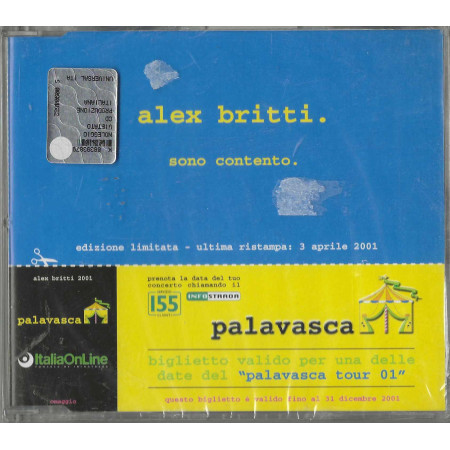 alex britti.
sono contento.
edizione limitata - ultima ristampa: 3 aprile 2001
alex britti 2001
palavasca
ItaliaOnLine
omaggio
prenota la data del tuo
concerto chiamando il
155
INFOSTRADA
palavasca
biglietto valido per una delle
date del "palavasca tour 01"
questo biglietto è valido fino al 31 dicembre 2001